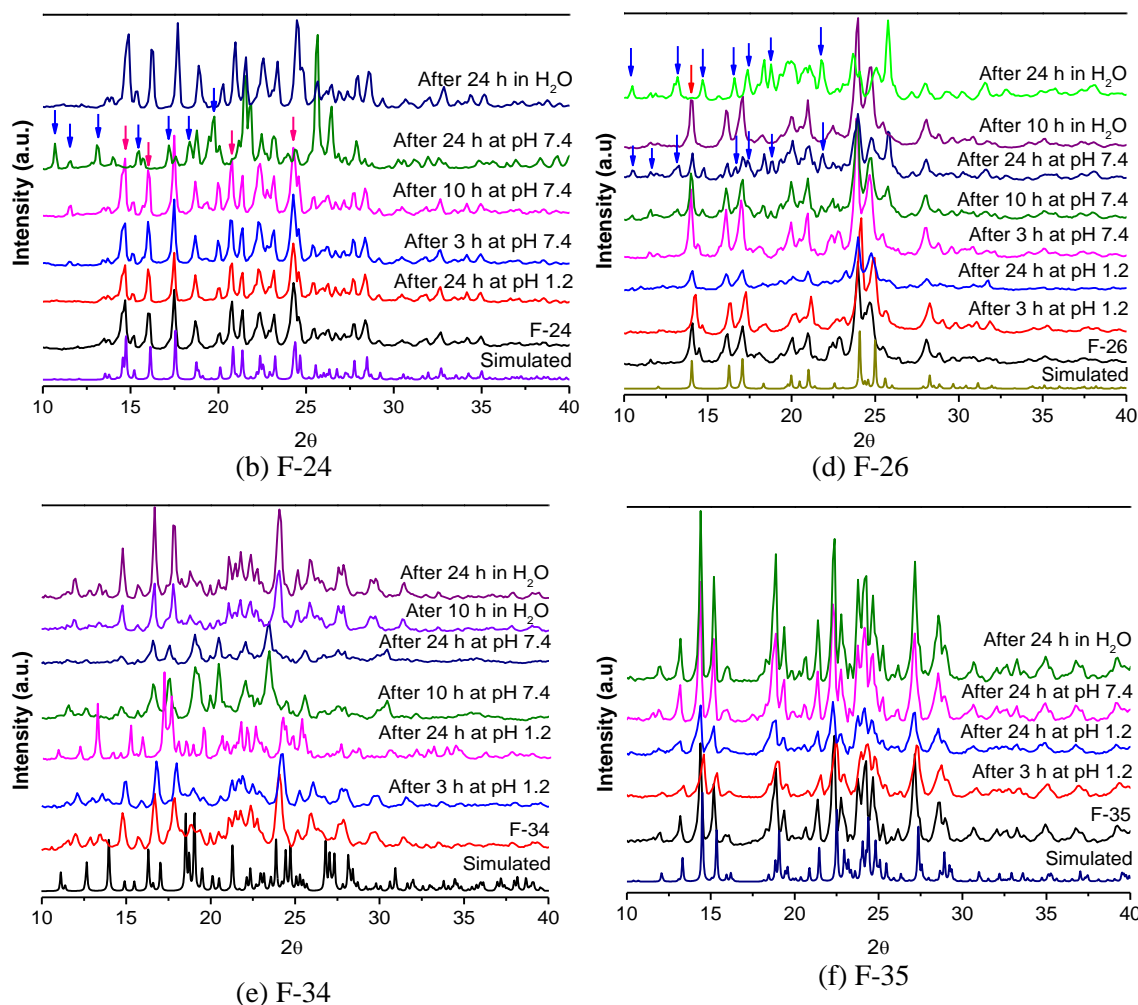 Intensity (a.u)
After 24 h in H₂O
After 24 h at pH 7.4
After 10 h at pH 7.4
After 3 h at pH 7.4
After 24 h at pH 1.2
F-24
Simulated
10 15 20 25 30 35 40
2θ
(b) F-24
Intensity (a.u)
After 24 h in H₂O
After 10 h in H₂O
After 24 h at pH 7.4
After 10 h at pH 7.4
After 3 h at pH 7.4
After 24 h at pH 1.2
After 3 h at pH 1.2
F-26
Simulated
10 15 20 25 30 35 40
2θ
(d) F-26
Intensity (a.u)
After 24 h in H₂O
Ater 10 h in H₂O
After 24 h at pH 7.4
After 10 h at pH 7.4
After 24 h at pH 1.2
After 3 h at pH 1.2
F-34
Simulated
10 15 20 25 30 35 40
2θ
(e) F-34
Intensity (a.u)
After 24 h in H₂O
After 24 h at pH 7.4
After 24 h at pH 1.2
After 3 h at pH 1.2
F-35
Simulated
10 15 20 25 30 35 40
2θ
(f) F-35